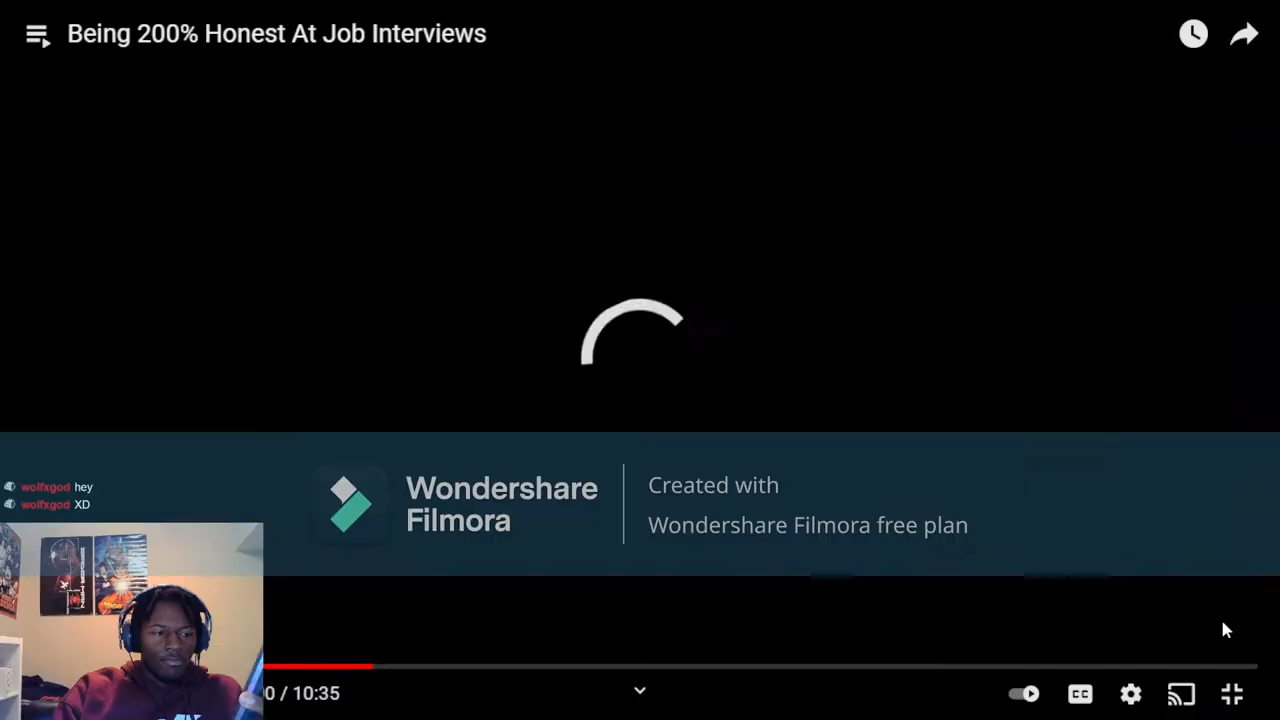 Being 200% Honest At Job Interviews
wolfxgod hey
wolfxgod XD
Wondershare
Filmora
Created with
Wondershare Filmora free plan
0 / 10:35
CC